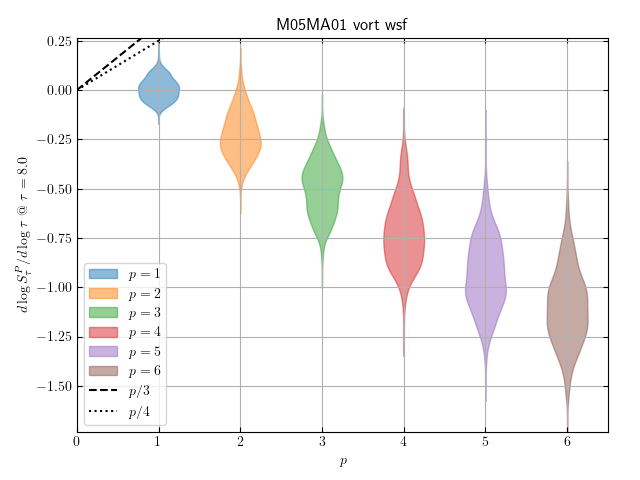 M05MA01 vort wsf
d log S_τ^P / d log τ @ τ = 8.0
0.25
0.00
−0.25
−0.50
−0.75
−1.00
−1.25
−1.50
p = 1
p = 2
p = 3
p = 4
p = 5
p = 6
p/3
p/4
0 1 2 3 4 5 6
p